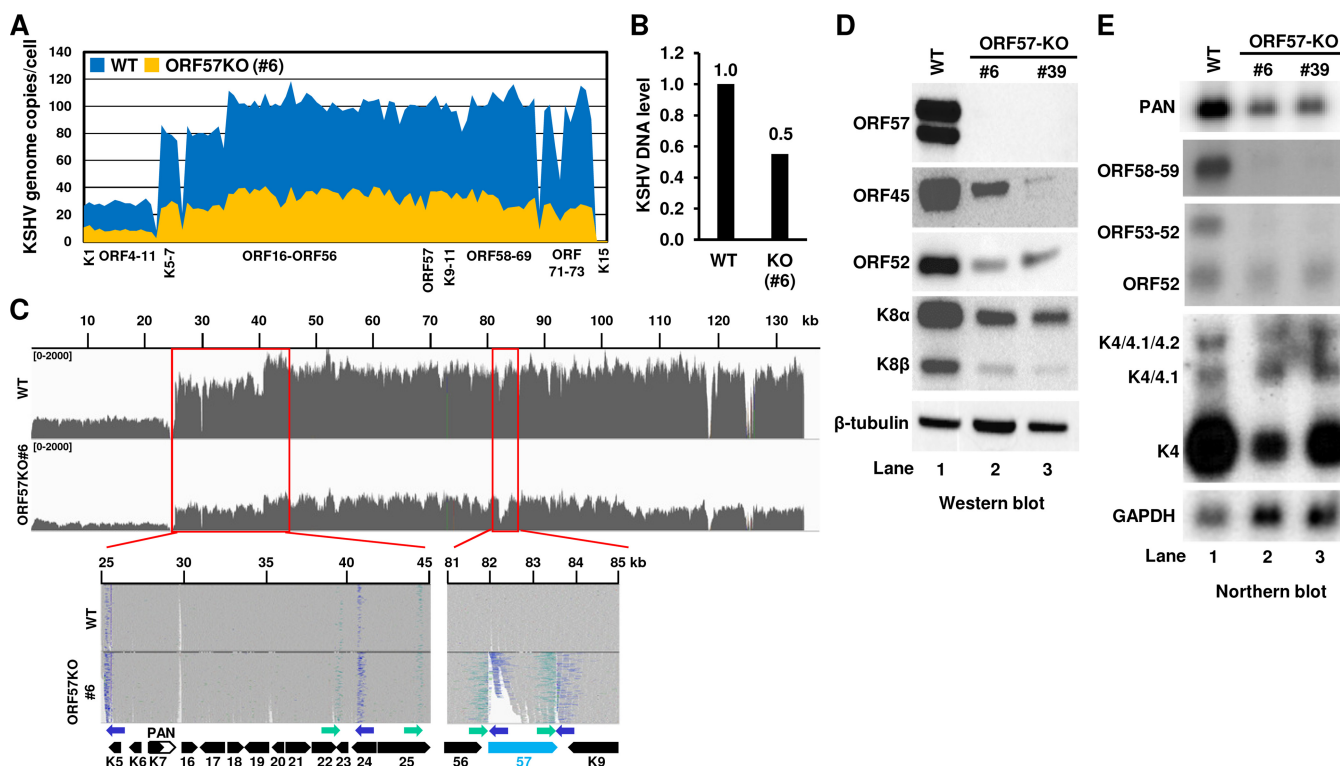 A
KSHV genome copies/cell
140
120
100
80
60
40
20
0
WT
ORF57KO (#6)
K1
ORF4-11
K5-7
ORF16-ORF56
ORF57
K9-11
ORF58-69
ORF
71-73
K15
B
KSHV DNA level
1.2
1.0
0.8
0.6
0.4
0.2
0.0
1.0
0.5
WT
KO
(#6)
C
10 20 30 40 50 60 70 80 90 100 110 120 130 kb
[0-2000]
WT
[0-2000]
ORF57KO#6
25 30 35 40 45
81 82 83 84 85 kb
WT
ORF57KO
#6
PAN
K5 K6 K7 16 17 18 19 20 21 22 23 24 25
56 57 K9
D
WT
ORF57-KO
#6 #39
ORF57
ORF45
ORF52
K8α
K8β
β-tubulin
Lane 1 2 3
Western blot
E
WT
ORF57-KO
#6 #39
PAN
ORF58-59
ORF53-52
ORF52
K4/4.1/4.2
K4/4.1
K4
GAPDH
Lane 1 2 3
Northern blot